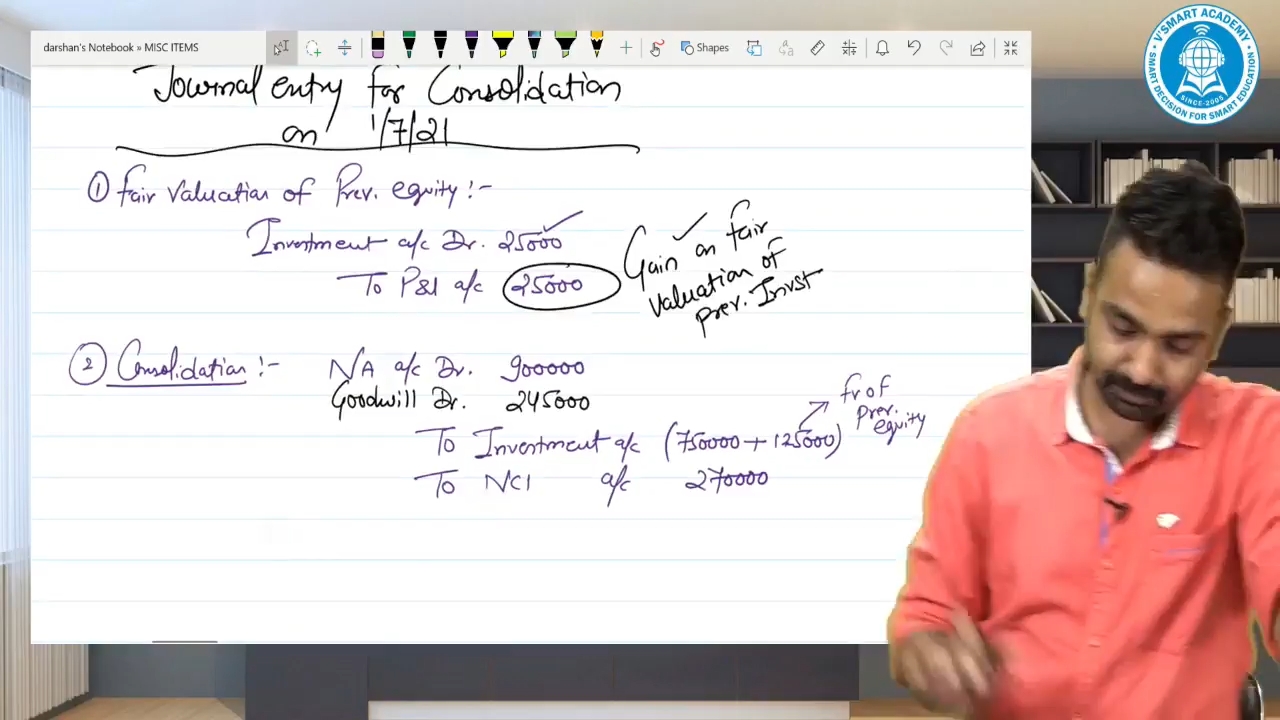 darshan's Notebook » MISC ITEMS
Shapes
V'SMART ACADEMY
SINCE-2005
SMART DECISION FOR SMART EDUCATION
Journal entry for Consolidation
on 1/7/21
① Fair Valuation of Prev. equity :-
Investment a/c Dr. 25000
To P&l a/c 25000
Gain on fair
valuation of
prev. Invst
② Consolidation :- NA a/c Dr. 900000
Goodwill Dr. 245000
To Investment a/c (750000 + 125000)
fv of
prev.
equity
To NCI a/c 270000